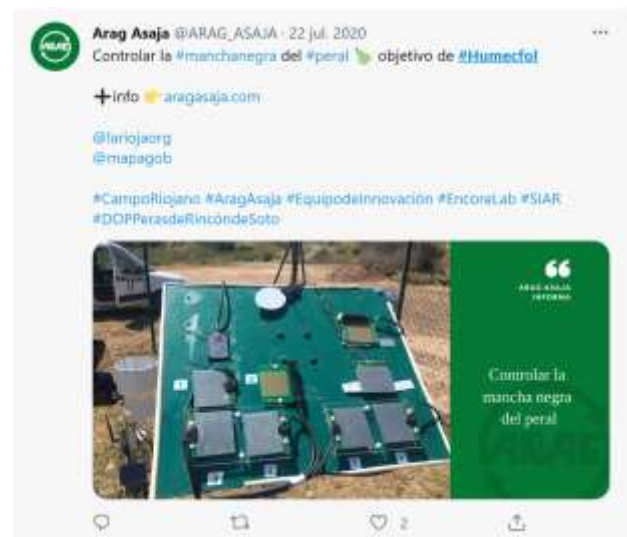 Arag Asaja @ARAG_ASAJA · 22 jul. 2020
Controlar la #manchanegra del #peral 🍐 objetivo de #Humecfol
➕info 👉 aragasaja.com
@lariojaorg
@mapagob
#CampoRiojano #AragAsaja #EquipodeInnovación #EncoreLab #SIAR
#DOPPerasdeRincóndeSoto
ARAG-ASAJA
INFORMA
Controlar la
mancha negra
del peral
2